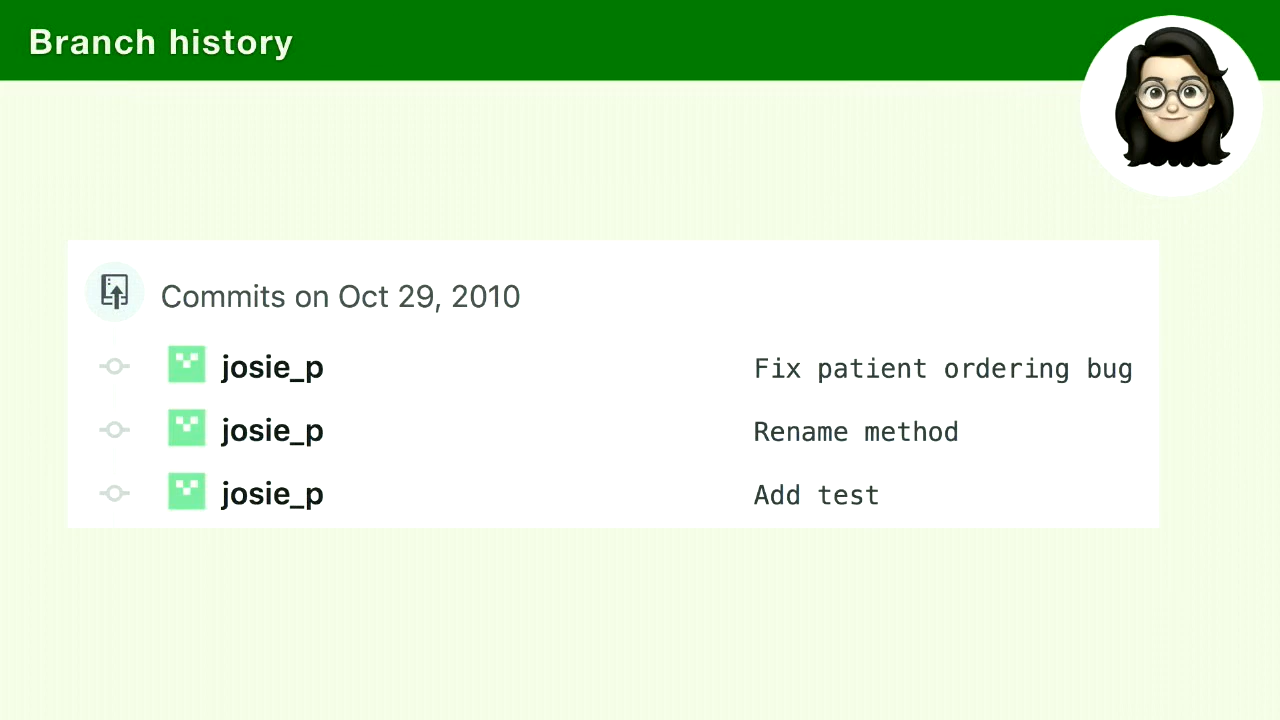 Branch history
Commits on Oct 29, 2010
josie_p Fix patient ordering bug
josie_p Rename method
josie_p Add test